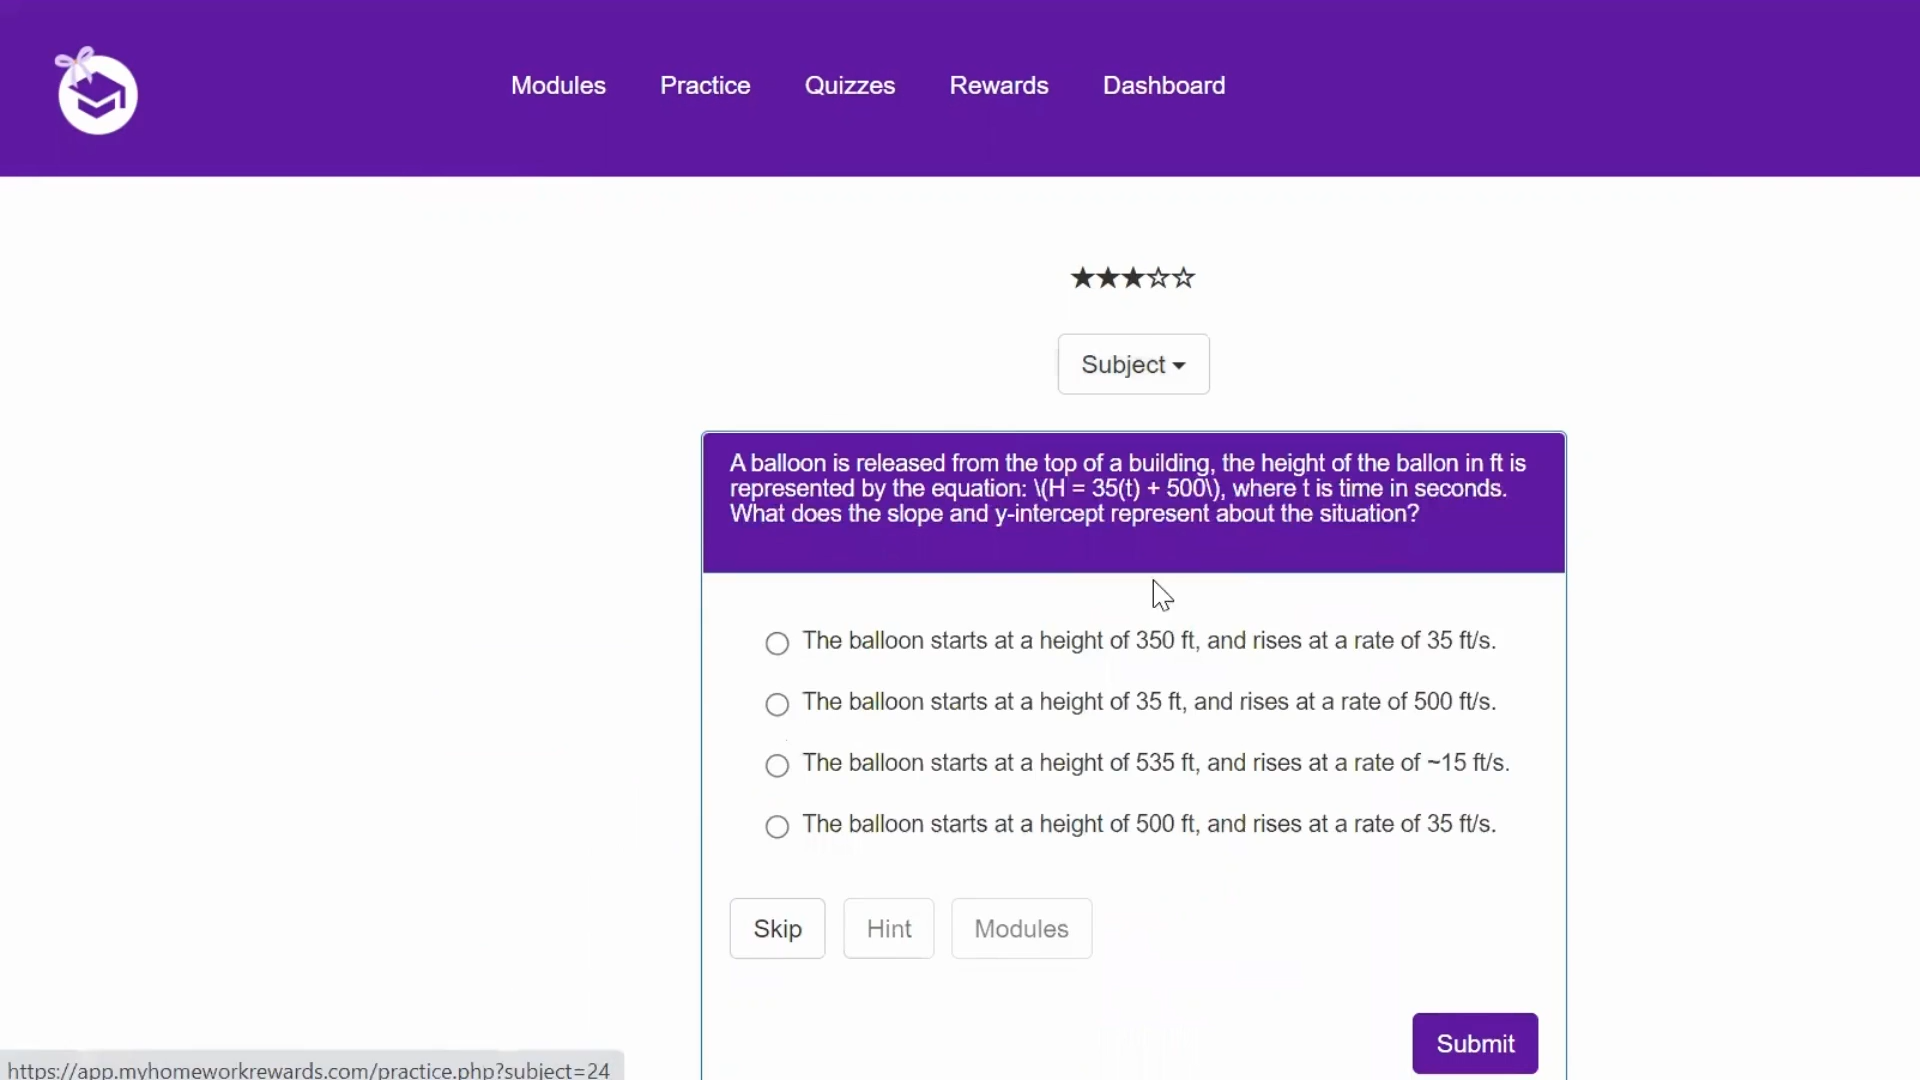 Modules Practice Quizzes Rewards Dashboard
★★★☆☆
Subject
A balloon is released from the top of a building, the height of the ballon in ft is
represented by the equation: \(H = 35(t) + 500\), where t is time in seconds.
What does the slope and y-intercept represent about the situation?
The balloon starts at a height of 350 ft, and rises at a rate of 35 ft/s.
The balloon starts at a height of 35 ft, and rises at a rate of 500 ft/s.
The balloon starts at a height of 535 ft, and rises at a rate of ~15 ft/s.
The balloon starts at a height of 500 ft, and rises at a rate of 35 ft/s.
Skip Hint Modules
Submit
https://app.myhomeworkrewards.com/practice.php?subject=24